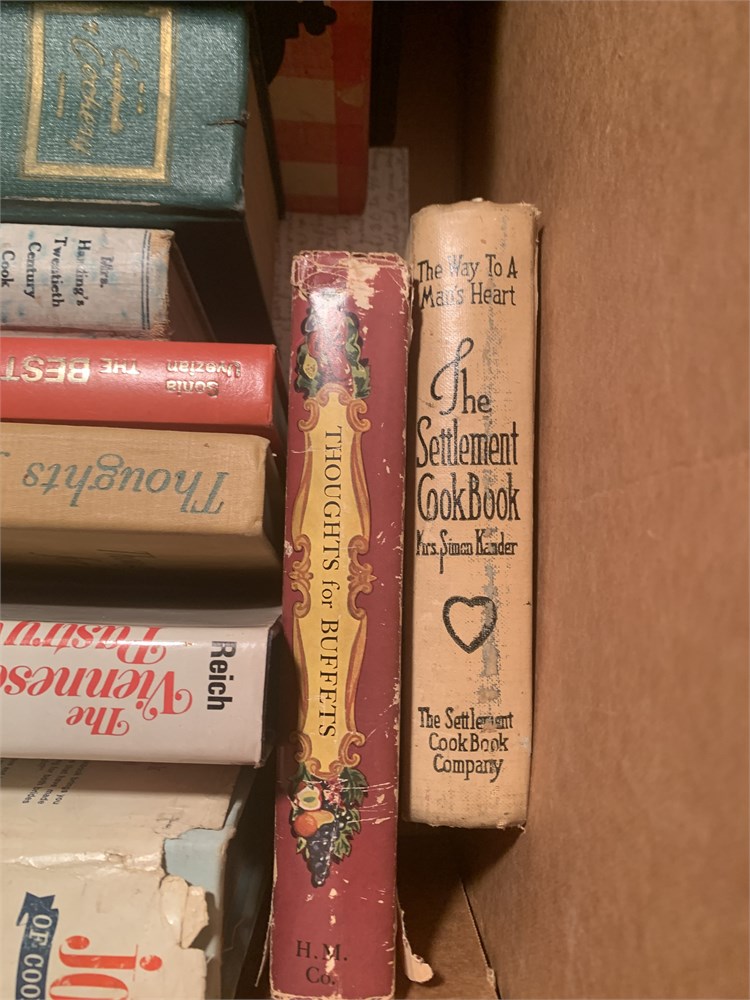 Cookery
Mrs.
Harding's
Twentieth
Century
Cook
Sonia
Uvezian
THE
BEST
Thoughts
Reich
The
Viennese
Pastry
OF COO
jo
THOUGHTS for BUFFETS
H. M.
Co.
The Way To A
Man's Heart
The
Settlement
Cook Book
Mrs. Simon Kander
The Settlement
Cook Book
Company